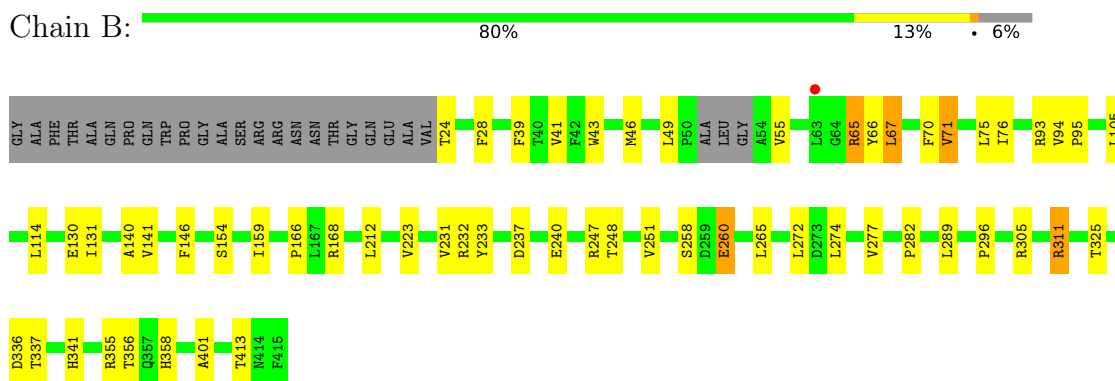 Chain B:
80% 13% • 6%
GLY ALA PHE THR ALA GLN PRO GLN TRP PRO GLY ALA SER ARG ARG ASN ASN THR GLY GLN GLU ALA VAL T24 F28 F39 T40 V41 F42 W43 M46 L49 P50 ALA LEU GLY A54 V55 L63 G64 R65 Y66 L67 F70 V71 L75 I76 R93 V94 P95 L105
L114 E130 I131 A140 V141 F146 S154 I159 P166 L167 R168 L212 V223 V231 R232 Y233 D237 E240 R247 T248 V251 S258 D259 E260 L265 L272 D273 L274 V277 P282 L289 P296 R305 R311 T325
D336 T337 H341 R355 T356 Q357 H358 A401 T413 N414 F415